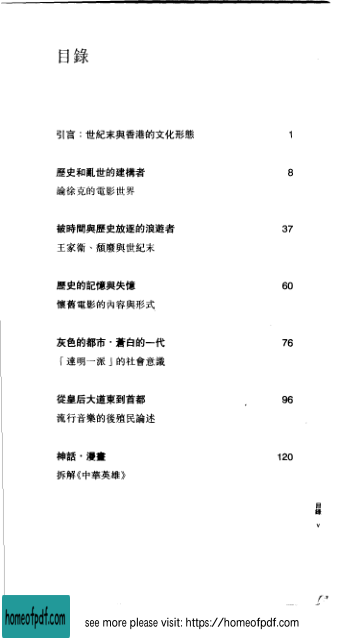 目錄
引言：世紀末與香港的文化形態 1
歷史和亂世的建構者 8
論徐克的電影世界
被時間與歷史放逐的浪遊者 37
王家衛、頹廢與世紀末
歷史的記憶與失憶 60
懷舊電影的內容與形式
灰色的都市‧蒼白的一代 76
「達明一派」的社會意識
從皇后大道東到首都 96
流行音樂的後殖民論述
神話‧漫畫 120
拆解《中華英雄》
目錄
v
homeofpdf.com
see more please visit: https://homeofpdf.com